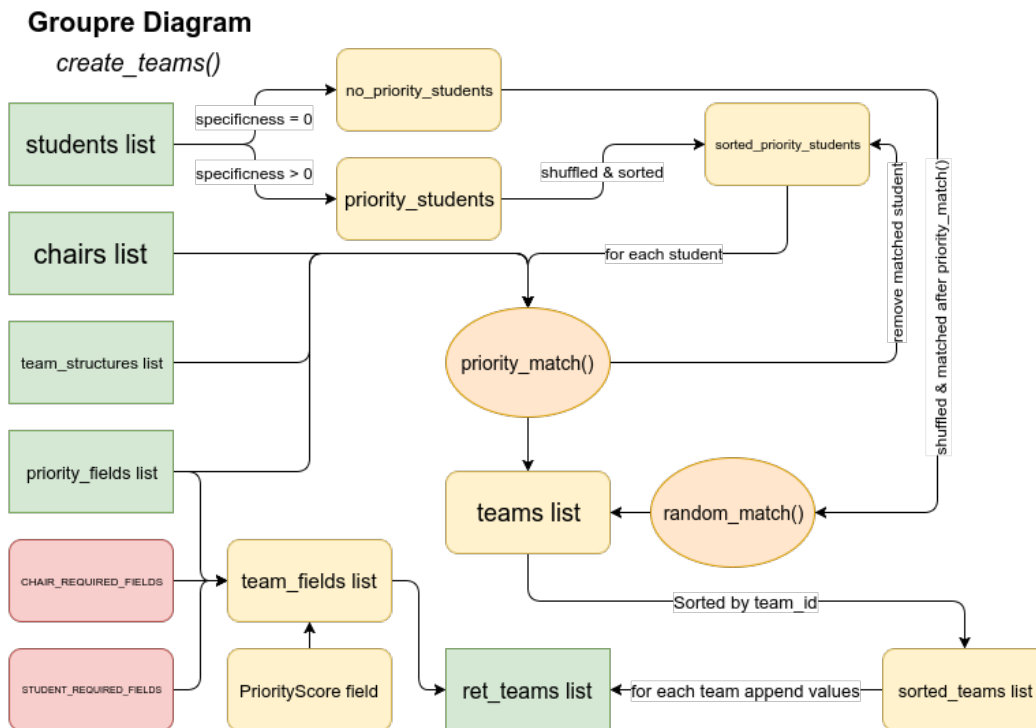 Groupre Diagram
create_teams()
no_priority_students
specificness = 0
students list
sorted_priority_students
specificness > 0
shuffled & sorted
priority_students
remove matched student
shuffled & matched after priority_match()
chairs list
for each student
team_structures list
priority_match()
priority_fields list
teams list
random_match()
CHAIR_REQUIRED_FIELDS
team_fields list
Sorted by team_id
STUDENT_REQUIRED_FIELDS
PriorityScore field
ret_teams list
for each team append values
sorted_teams list